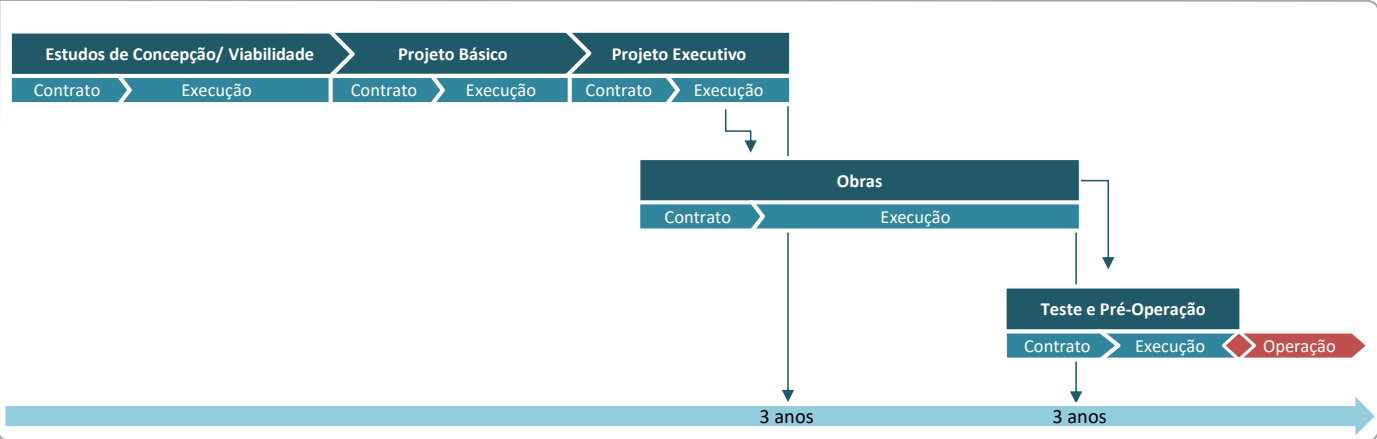 Estudos de Concepção/ Viabilidade Projeto Básico Projeto Executivo
Contrato Execução Contrato Execução Contrato Execução
Obras
Contrato Execução
Teste e Pré-Operação
Contrato Execução Operação
3 anos 3 anos